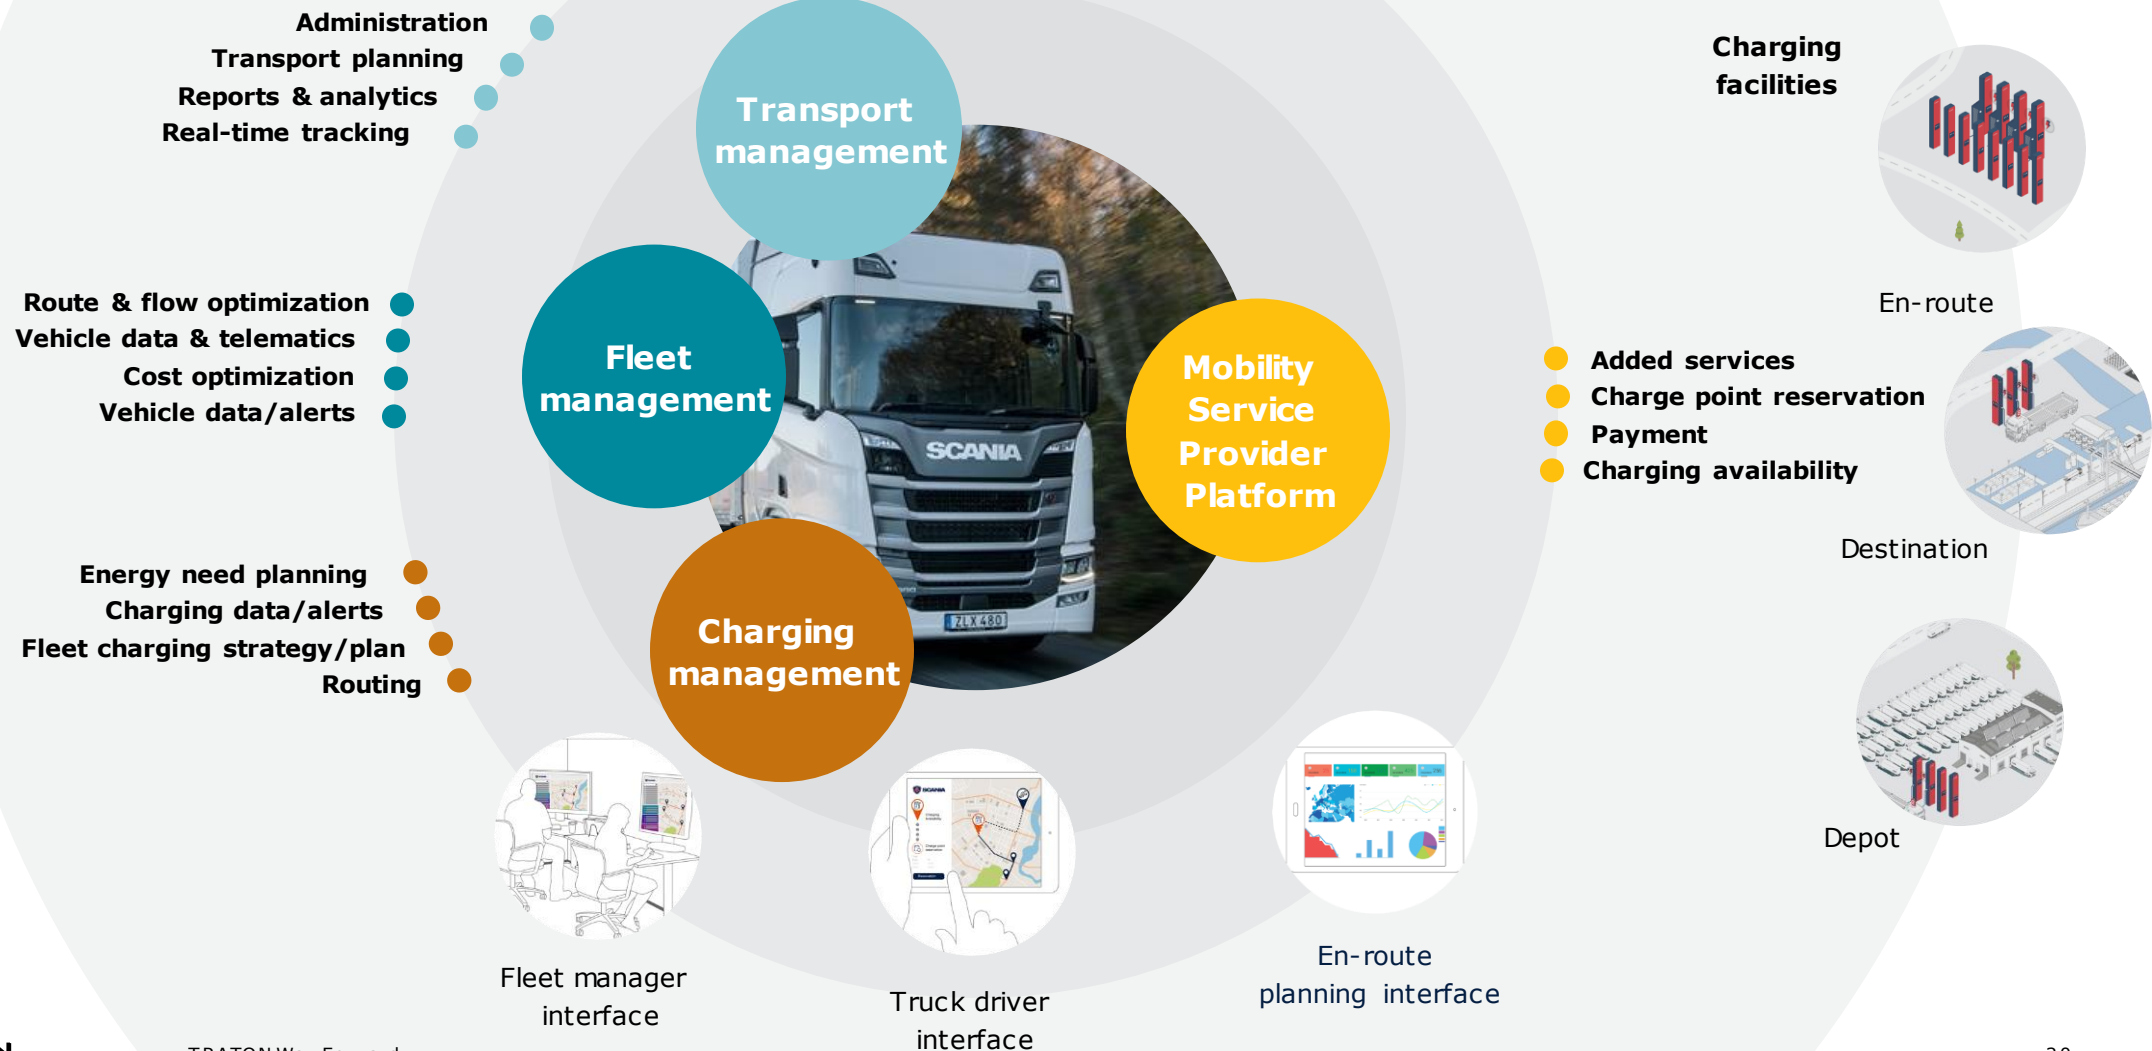 Administration
Transport planning
Reports & analytics
Real-time tracking
Transport
management
Charging
facilities
En-route
Route & flow optimization
Vehicle data & telematics
Cost optimization
Vehicle data/alerts
Fleet
management
SCANIA
ZLX 480
Mobility
Service
Provider
Platform
Added services
Charge point reservation
Payment
Charging availability
Destination
Energy need planning
Charging data/alerts
Fleet charging strategy/plan
Routing
Charging
management
Depot
SCANIA
Fleet manager
interface
Truck driver
interface
En-route
planning interface